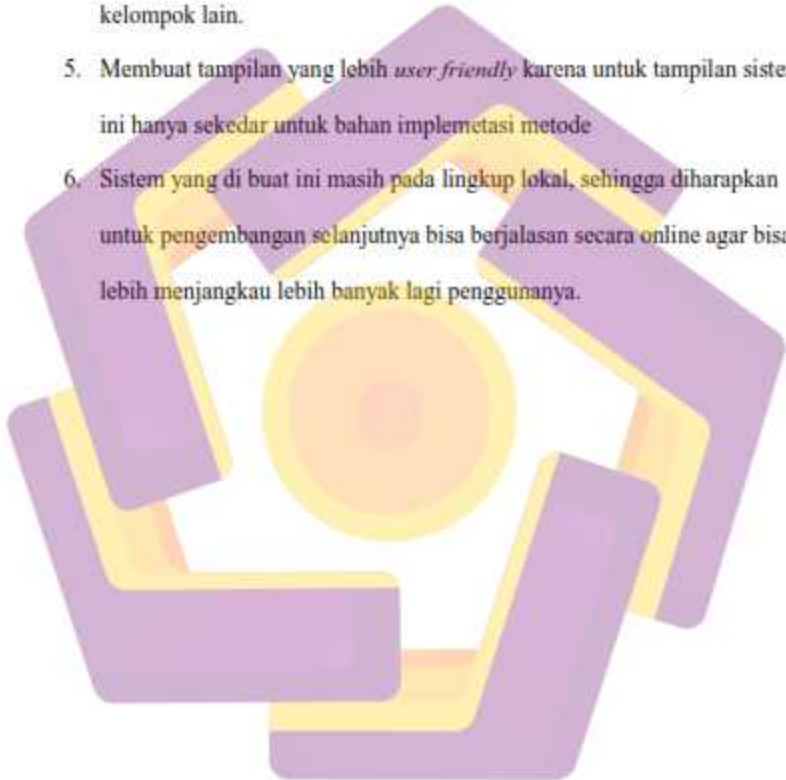 kelompok lain.
5. Membuat tampilan yang lebih user friendly karena untuk tampilan siste
ini hanya sekedar untuk bahan implemetasi metode
6. Sistem yang di buat ini masih pada lingkup lokal, sehingga diharapkan
untuk pengembangan selanjutnya bisa berjalasan secara online agar bisa
lebih menjangkau lebih banyak lagi penggunanya.